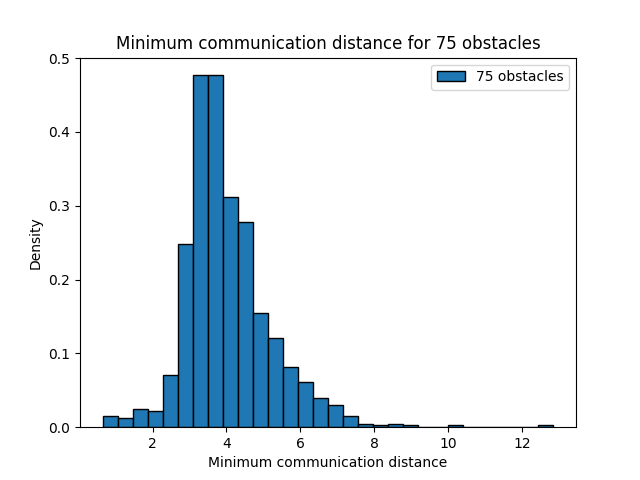 Minimum communication distance for 75 obstacles
75 obstacles
0.5
0.4
0.3
0.2
0.1
0.0
Density
2 4 6 8 10 12
Minimum communication distance